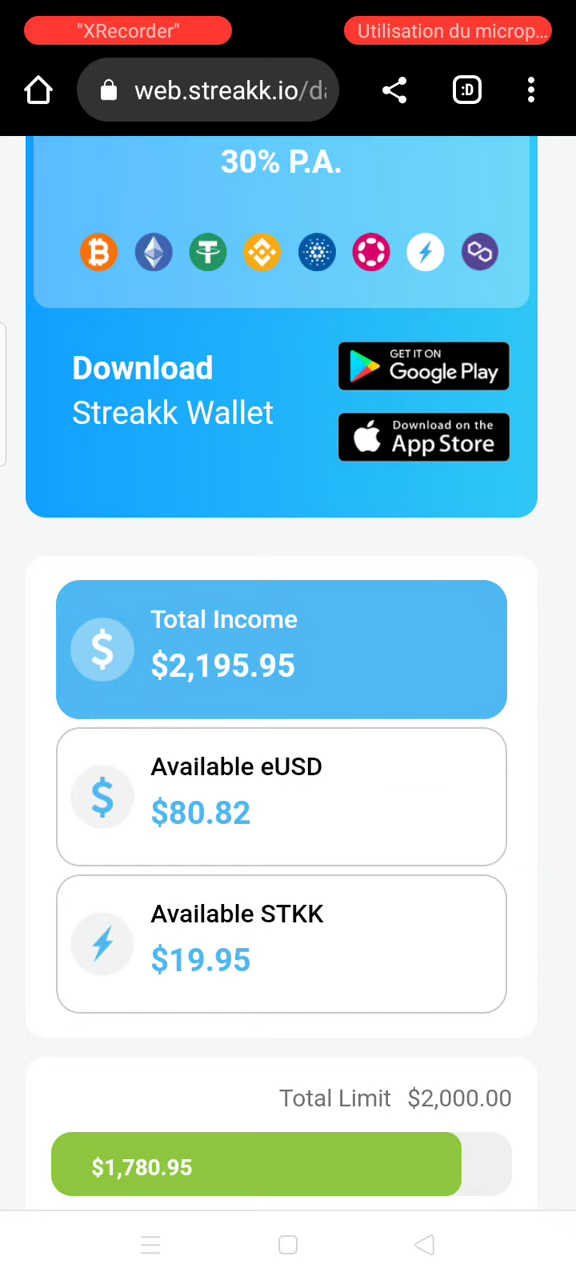 "XRecorder"
Utilisation du microp...
web.streakk.io/da
:D
30% P.A.
Download
Streakk Wallet
GET IT ON
Google Play
Download on the
App Store
Total Income
$2,195.95
Available eUSD
$80.82
Available STKK
$19.95
Total Limit $2,000.00
$1,780.95